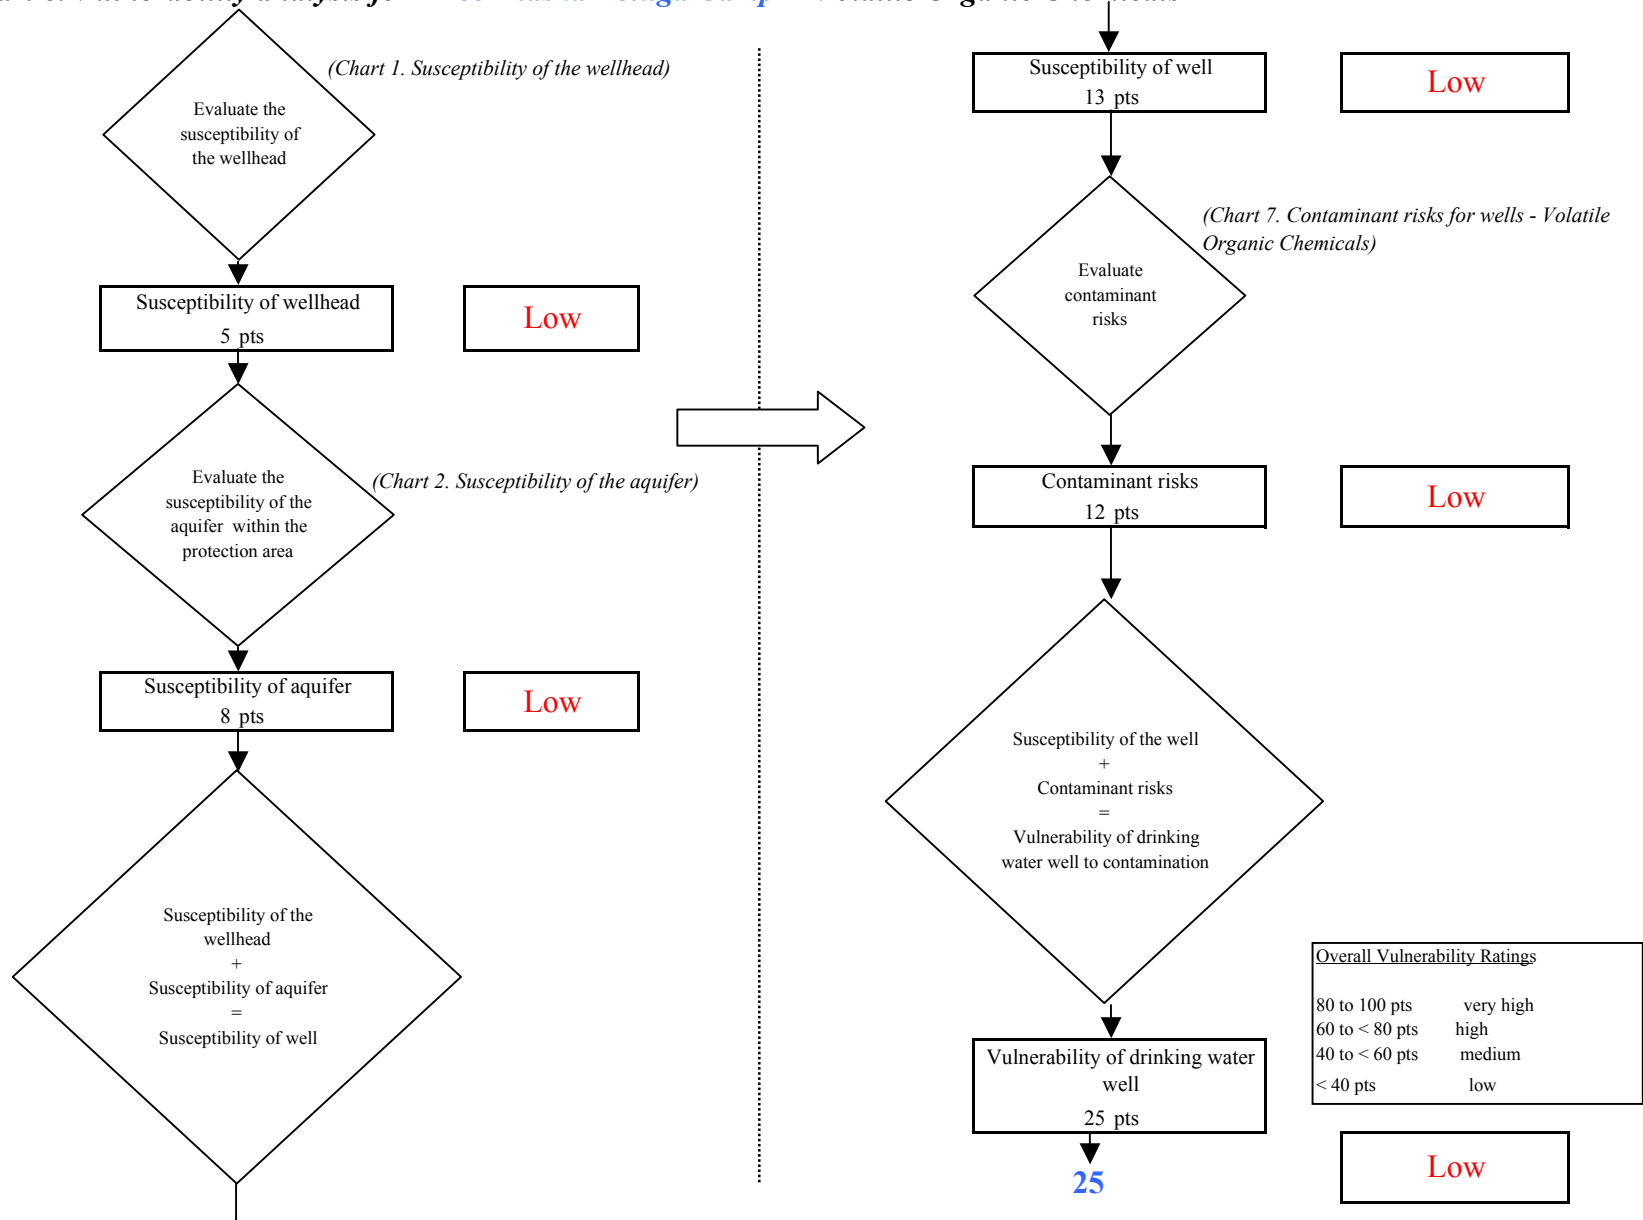 (Chart 1. Susceptibility of the wellhead)
Evaluate the
susceptibility of
the wellhead
Susceptibility of wellhead
5 pts
Low
Evaluate the
susceptibility of the
aquifer within the
protection area
(Chart 2. Susceptibility of the aquifer)
Susceptibility of aquifer
8 pts
Low
Susceptibility of the
wellhead
+
Susceptibility of aquifer
=
Susceptibility of well
Susceptibility of well
13 pts
Low
(Chart 7. Contaminant risks for wells - Volatile
Organic Chemicals)
Evaluate
contaminant
risks
Contaminant risks
12 pts
Low
Susceptibility of the well
+
Contaminant risks
=
Vulnerability of drinking
water well to contamination
Overall Vulnerability Ratings
80 to 100 pts very high
60 to < 80 pts high
40 to < 60 pts medium
< 40 pts low
Vulnerability of drinking water
well
25 pts
25
Low